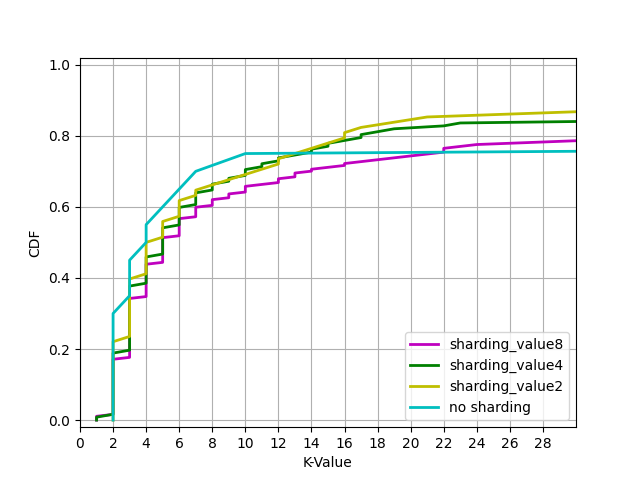 1.0
0.8
0.6
0.4
0.2
0.0
CDF
0 2 4 6 8 10 12 14 16 18 20 22 24 26 28
K-Value
sharding_value8
sharding_value4
sharding_value2
no sharding